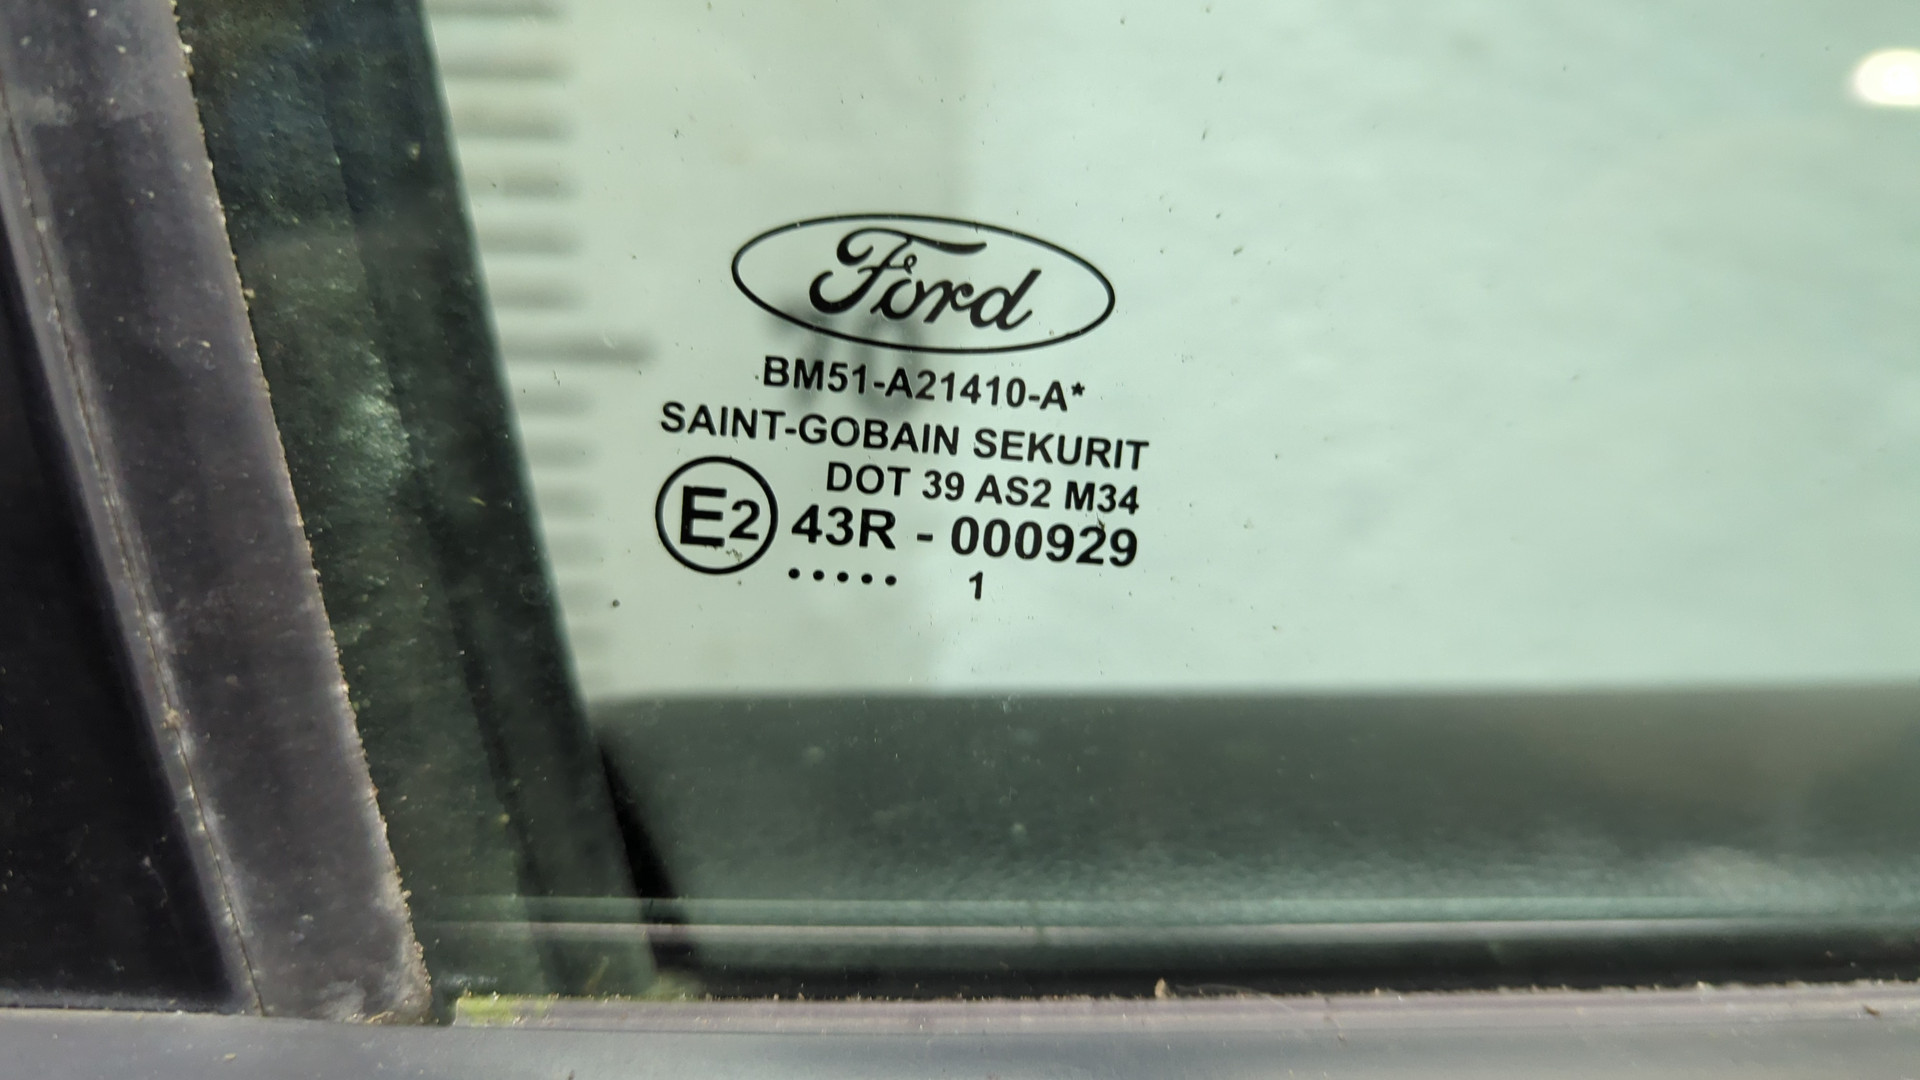 Ford
BM51-A21410-A*
SAINT-GOBAIN SEKURIT
DOT 39 AS2 M34
E2 43R - 000929
..... 1